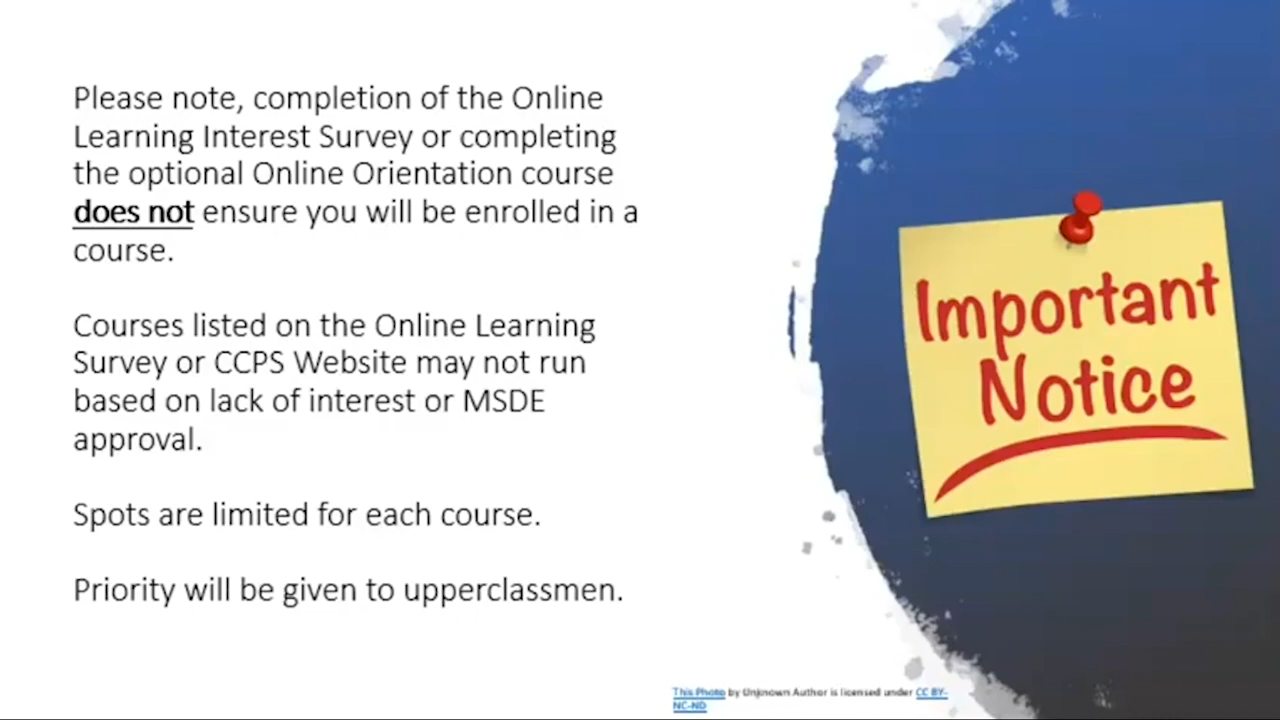 Please note, completion of the Online
Learning Interest Survey or completing
the optional Online Orientation course
does not ensure you will be enrolled in a
course.
Courses listed on the Online Learning
Survey or CCPS Website may not run
based on lack of interest or MSDE
approval.
Spots are limited for each course.
Priority will be given to upperclassmen.
Important
Notice
This Photo by Unknown Author is licensed under CC BY-
NC-ND